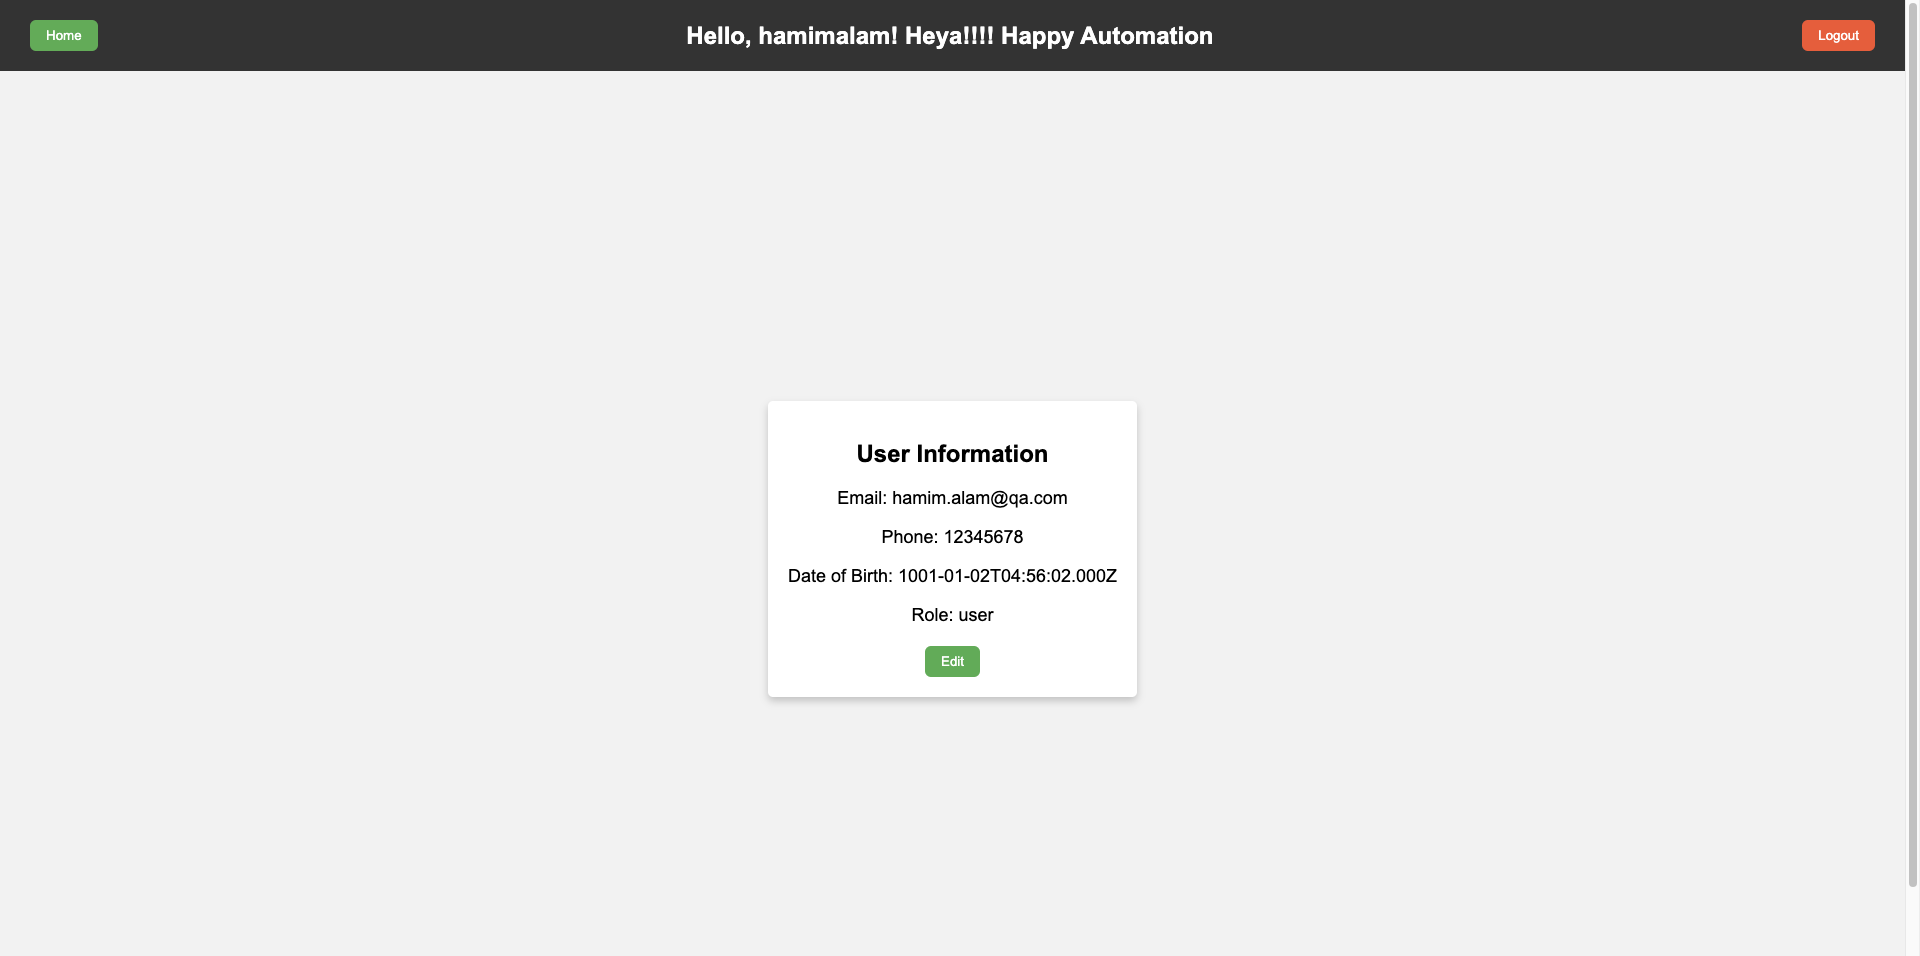 Home
Hello, hamimalam! Heya!!!! Happy Automation
Logout
User Information
Email: hamim.alam@qa.com
Phone: 12345678
Date of Birth: 1001-01-02T04:56:02.000Z
Role: user
Edit